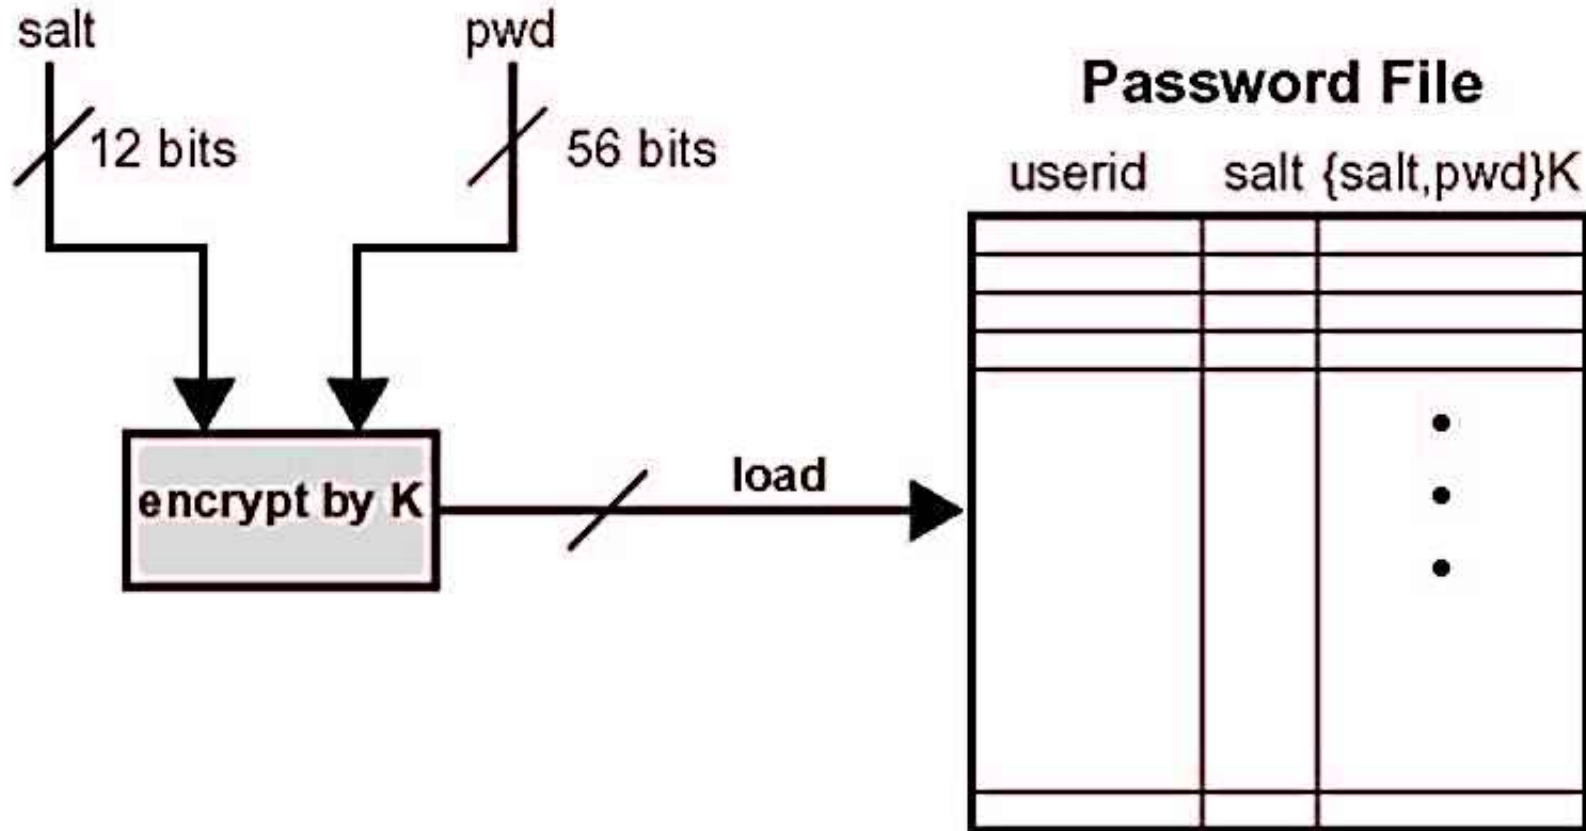 salt
pwd
12 bits
56 bits
Password File
userid salt {salt,pwd}K
encrypt by K
load